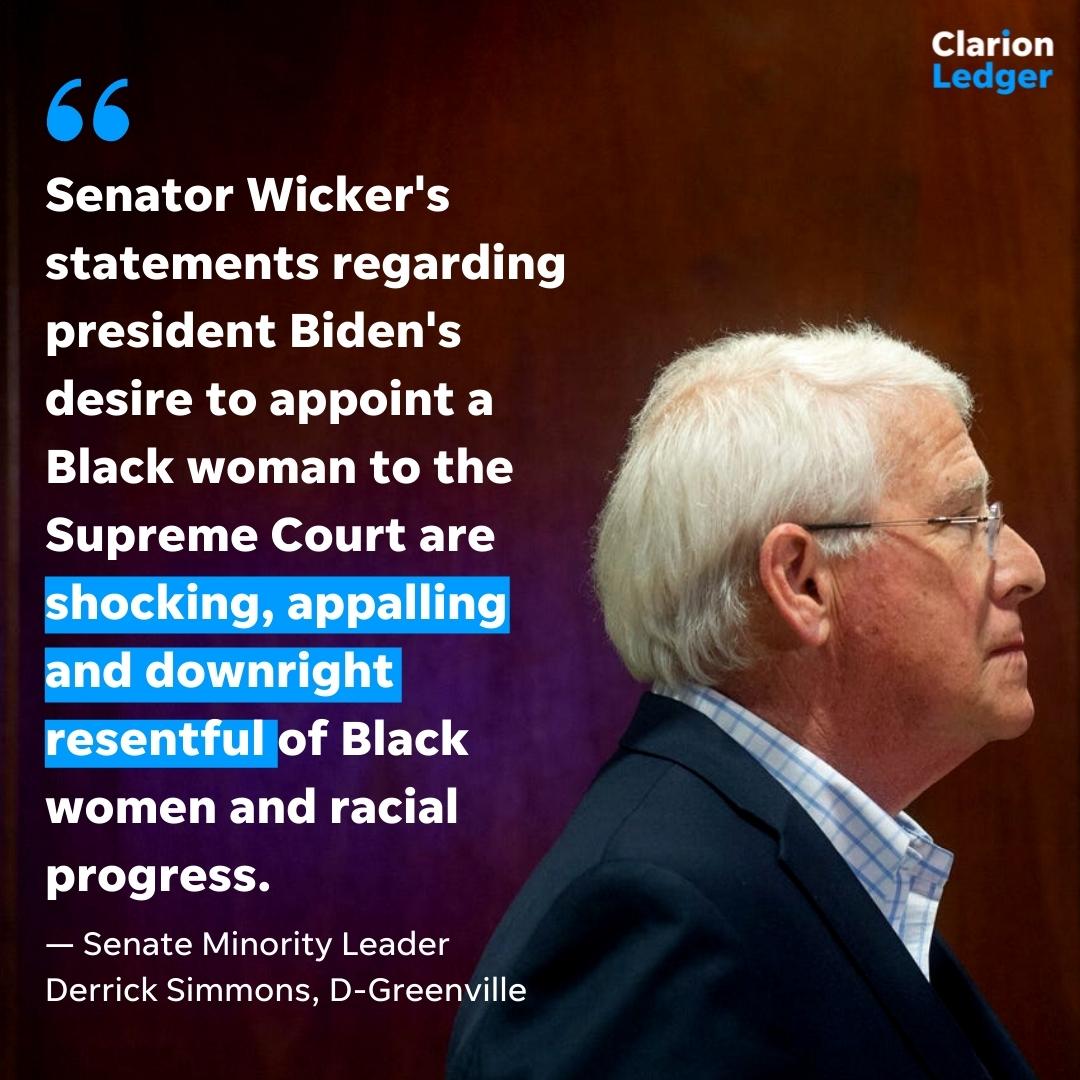 Clarion
Ledger
“
Senator Wicker's
statements regarding
president Biden's
desire to appoint a
Black woman to the
Supreme Court are
shocking, appalling
and downright
resentful of Black
women and racial
progress.
— Senate Minority Leader
Derrick Simmons, D-Greenville